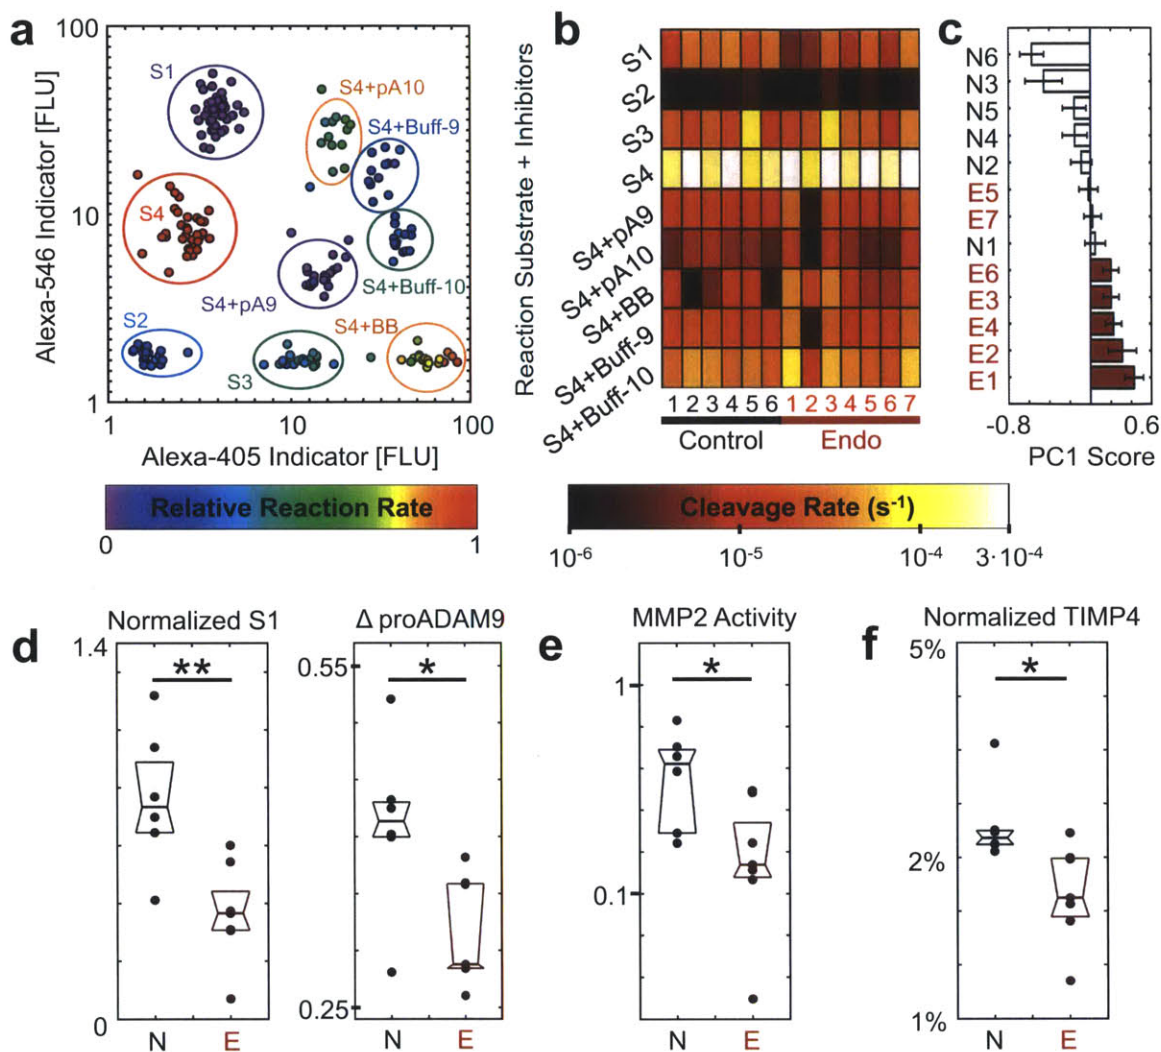 a
Alexa-546 Indicator [FLU]
100
10
1
S1
S4+pA10
S4+Buff-9
S4
S4+Buff-10
S4+pA9
S2
S3
S4+BB
1
10
100
Alexa-405 Indicator [FLU]
Relative Reaction Rate
0
1
b
Reaction Substrate + Inhibitors
S1
S2
S3
S4
S4+pA9
S4+pA10
S4+BB
S4+Buff-9
S4+Buff-10
1 2 3 4 5 6 1 2 3 4 5 6 7
Control
Endo
Cleavage Rate (s⁻¹)
10⁻⁶
10⁻⁵
10⁻⁴
3·10⁻⁴
c
N6
N3
N5
N4
N2
E5
E7
N1
E6
E3
E4
E2
E1
-0.8
0.6
PC1 Score
d
Normalized S1
1.4
0
**
N
E
Δ proADAM9
0.55
0.25
*
N
E
e
MMP2 Activity
1
0.1
*
N
E
f
Normalized TIMP4
5%
2%
1%
*
N
E